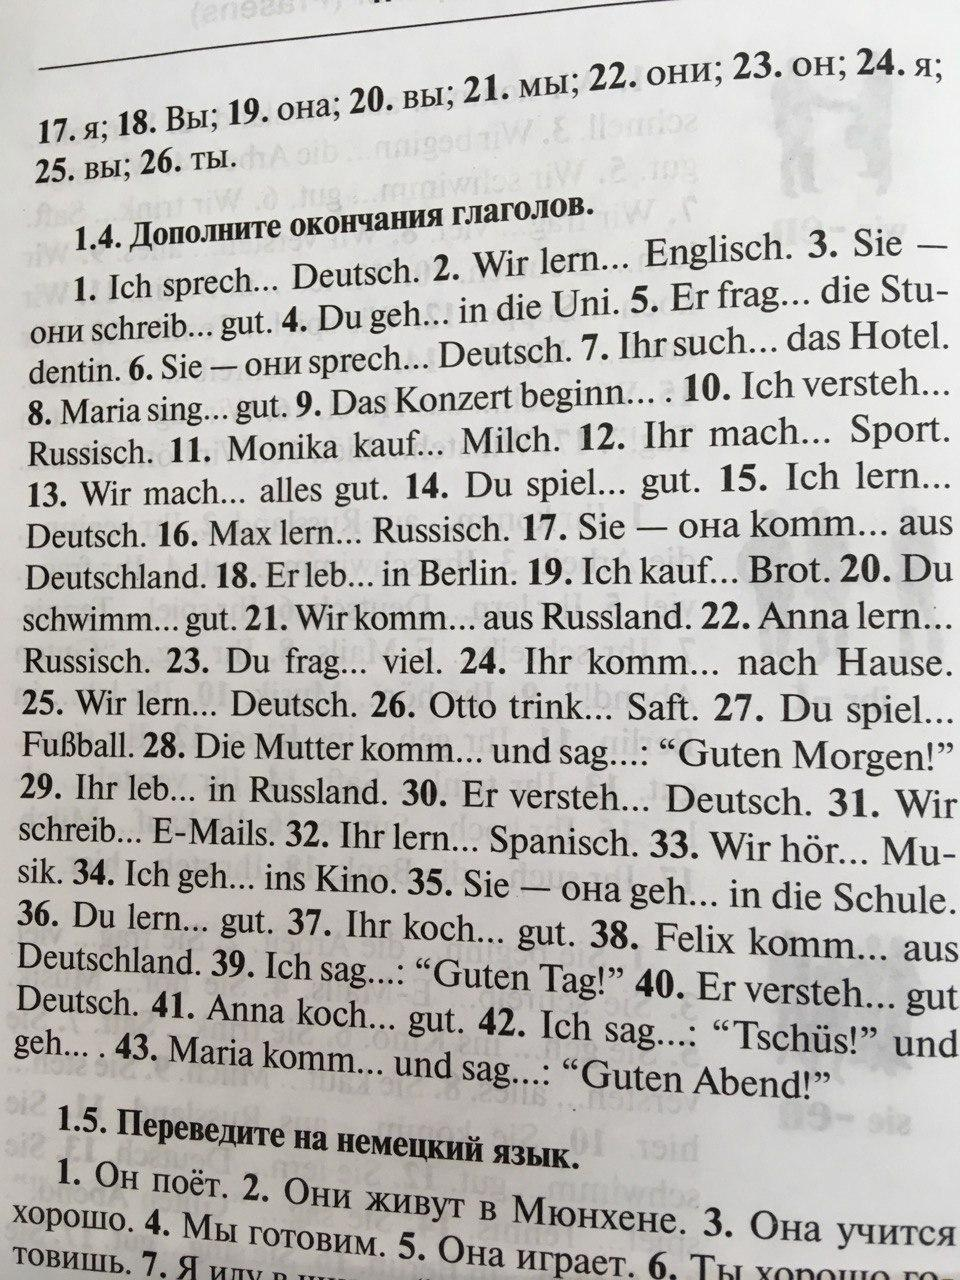 17. я; 18. Вы; 19. она; 20. вы; 21. мы; 22. они; 23. он; 24. я;
25. вы; 26. ты.
1.4. Дополните окончания глаголов.
1. Ich sprech... Deutsch. 2. Wir lern... Englisch. 3. Sie —
они schreib... gut. 4. Du geh... in die Uni. 5. Er frag... die Stu-
dentin. 6. Sie — они sprech... Deutsch. 7. Ihr such... das Hotel.
8. Maria sing... gut. 9. Das Konzert beginn... . 10. Ich versteh...
Russisch. 11. Monika kauf... Milch. 12. Ihr mach... Sport.
13. Wir mach... alles gut. 14. Du spiel... gut. 15. Ich lern...
Deutsch. 16. Max lern... Russisch. 17. Sie — она komm... aus
Deutschland. 18. Er leb... in Berlin. 19. Ich kauf... Brot. 20. Du
schwimm... gut. 21. Wir komm... aus Russland. 22. Anna lern...
Russisch. 23. Du frag... viel. 24. Ihr komm... nach Hause.
25. Wir lern... Deutsch. 26. Otto trink... Saft. 27. Du spiel...
Fußball. 28. Die Mutter komm... und sag...: “Guten Morgen!”
29. Ihr leb... in Russland. 30. Er versteh... Deutsch. 31. Wir
schreib... E-Mails. 32. Ihr lern... Spanisch. 33. Wir hör... Mu-
sik. 34. Ich geh... ins Kino. 35. Sie — она geh... in die Schule.
36. Du lern... gut. 37. Ihr koch... gut. 38. Felix komm... aus
Deutschland. 39. Ich sag...: “Guten Tag!” 40. Er versteh... gut
Deutsch. 41. Anna koch... gut. 42. Ich sag...: “Tschüs!” und
geh... . 43. Maria komm... und sag...: “Guten Abend!”
1.5. Переведите на немецкий язык.
1. Он поёт. 2. Они живут в Мюнхене. 3. Она учится
хорошо. 4. Мы готовим. 5. Она играет. 6. Ты хорошо го-
товишь. 7. Я иду в